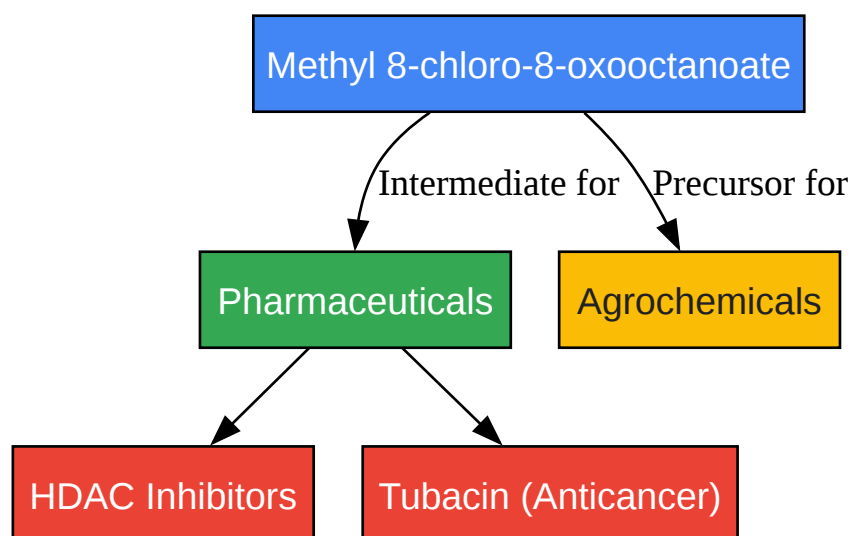 Methyl 8-chloro-8-oxooctanoate
Intermediate for
Precursor for
Pharmaceuticals
Agrochemicals
HDAC Inhibitors
Tubacin (Anticancer)